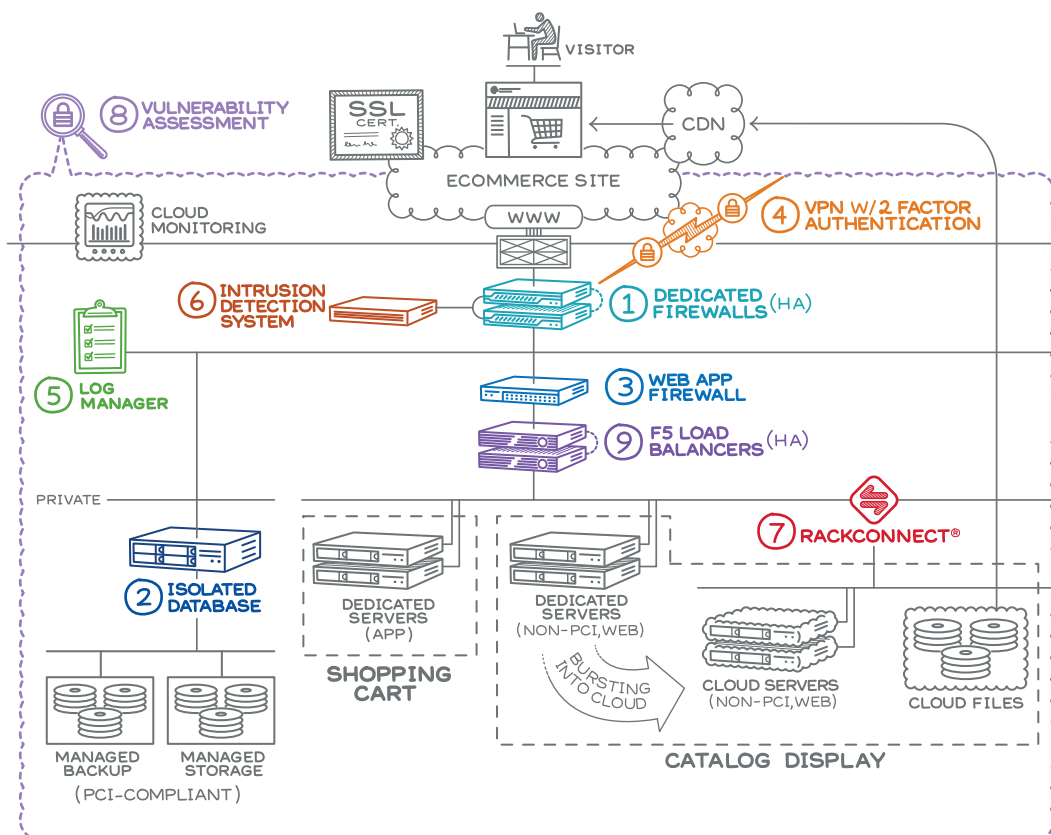 VISITOR
8 VULNERABILITY
ASSESSMENT
SSL
CERT.
CDN
ECOMMERCE SITE
WWW
CLOUD
MONITORING
4 VPN W/2 FACTOR
AUTHENTICATION
6 INTRUSION
DETECTION
SYSTEM
1 DEDICATED
FIREWALLS (HA)
5 LOG
MANAGER
3 WEB APP
FIREWALL
9 F5 LOAD
BALANCERS (HA)
PRIVATE
7 RACKCONNECT®
2 ISOLATED
DATABASE
DEDICATED
SERVERS
(APP)
SHOPPING
CART
DEDICATED
SERVERS
(NON-PCI,WEB)
BURSTING
INTO CLOUD
CLOUD SERVERS
(NON-PCI,WEB)
CLOUD FILES
CATALOG DISPLAY
MANAGED
BACKUP
MANAGED
STORAGE
(PCI-COMPLIANT)